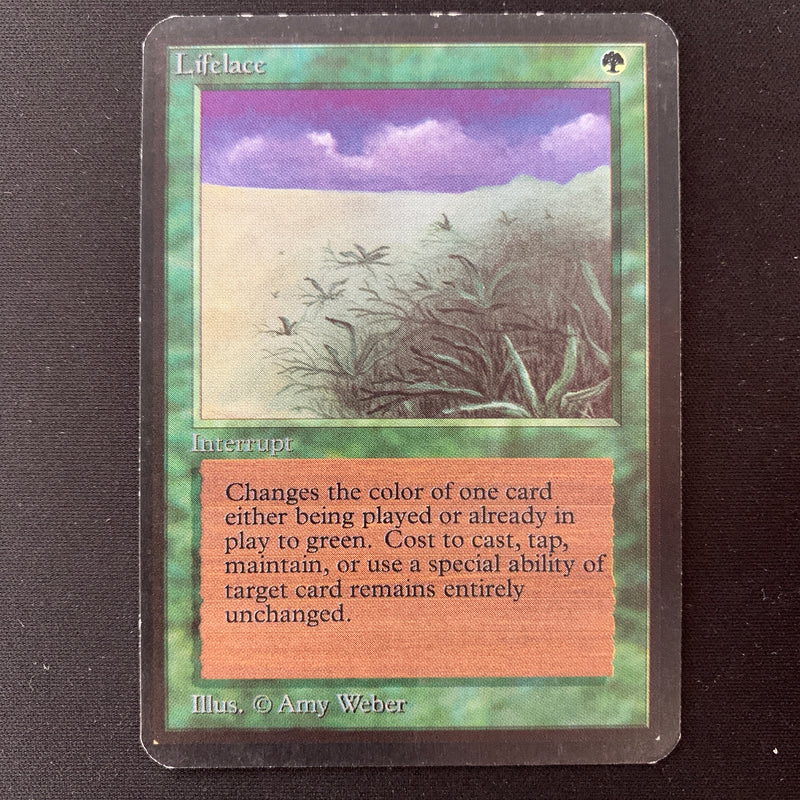 Lifelace
Interrupt
Changes the color of one card
either being played or already in
play to green. Cost to cast, tap,
maintain, or use a special ability of
target card remains entirely
unchanged.
Illus. © Amy Weber